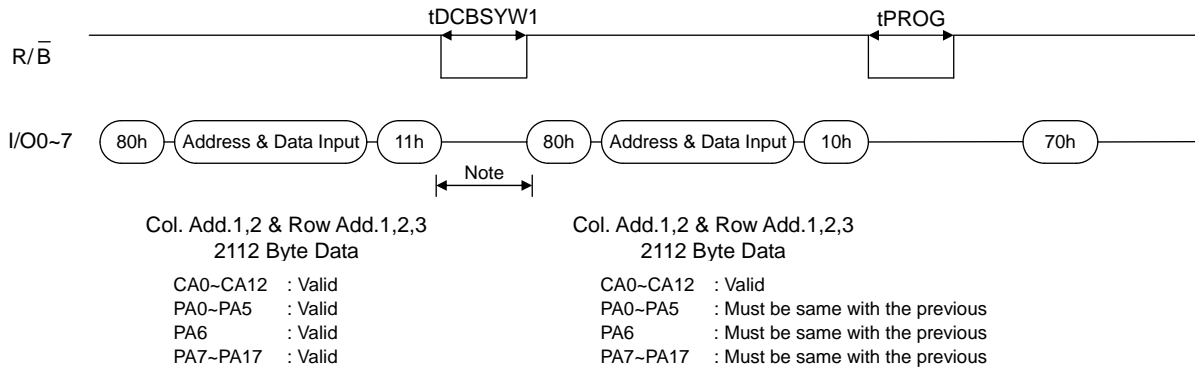 tDCBSYW1 tPROG
R/B̅
I/O0~7 80h Address & Data Input 11h 80h Address & Data Input 10h 70h
Note
Col. Add.1,2 & Row Add.1,2,3 Col. Add.1,2 & Row Add.1,2,3
2112 Byte Data 2112 Byte Data
CA0~CA12 : Valid CA0~CA12 : Valid
PA0~PA5 : Valid PA0~PA5 : Must be same with the previous
PA6 : Valid PA6 : Must be same with the previous
PA7~PA17 : Valid PA7~PA17 : Must be same with the previous